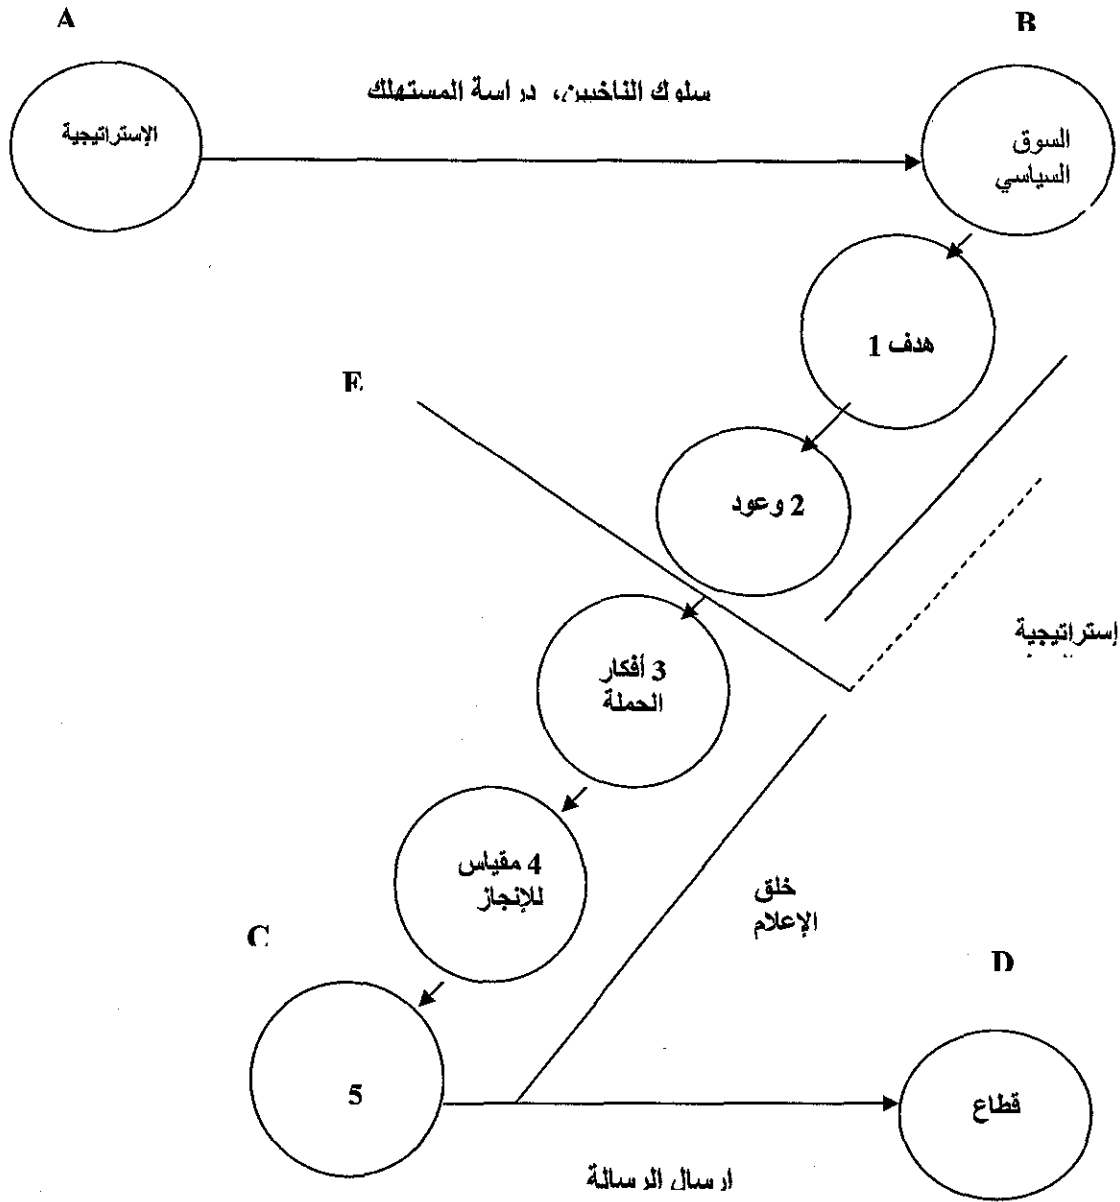 A
B
سلوك الناخبين، دراسة المستهلك
الإستراتيجية
السوق
السياسي
هدف 1
E
2 وعود
إستراتيجية
3 أفكار
الحملة
4 مقياس
للإنجاز
خلق
الإعلام
C
D
5
قطاع
ارسال الرسالة